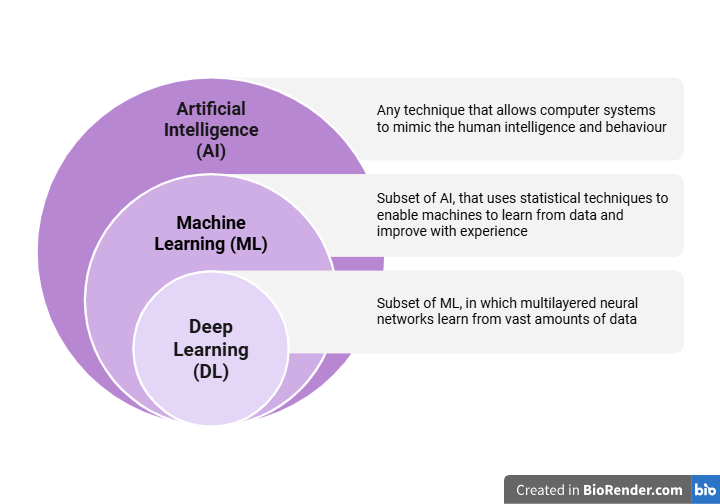 Artificial
Intelligence
(AI)
Any technique that allows computer systems
to mimic the human intelligence and behaviour
Machine
Learning (ML)
Subset of AI, that uses statistical techniques to
enable machines to learn from data and
improve with experience
Deep
Learning
(DL)
Subset of ML, in which multilayered neural
networks learn from vast amounts of data
Created in BioRender.com bio